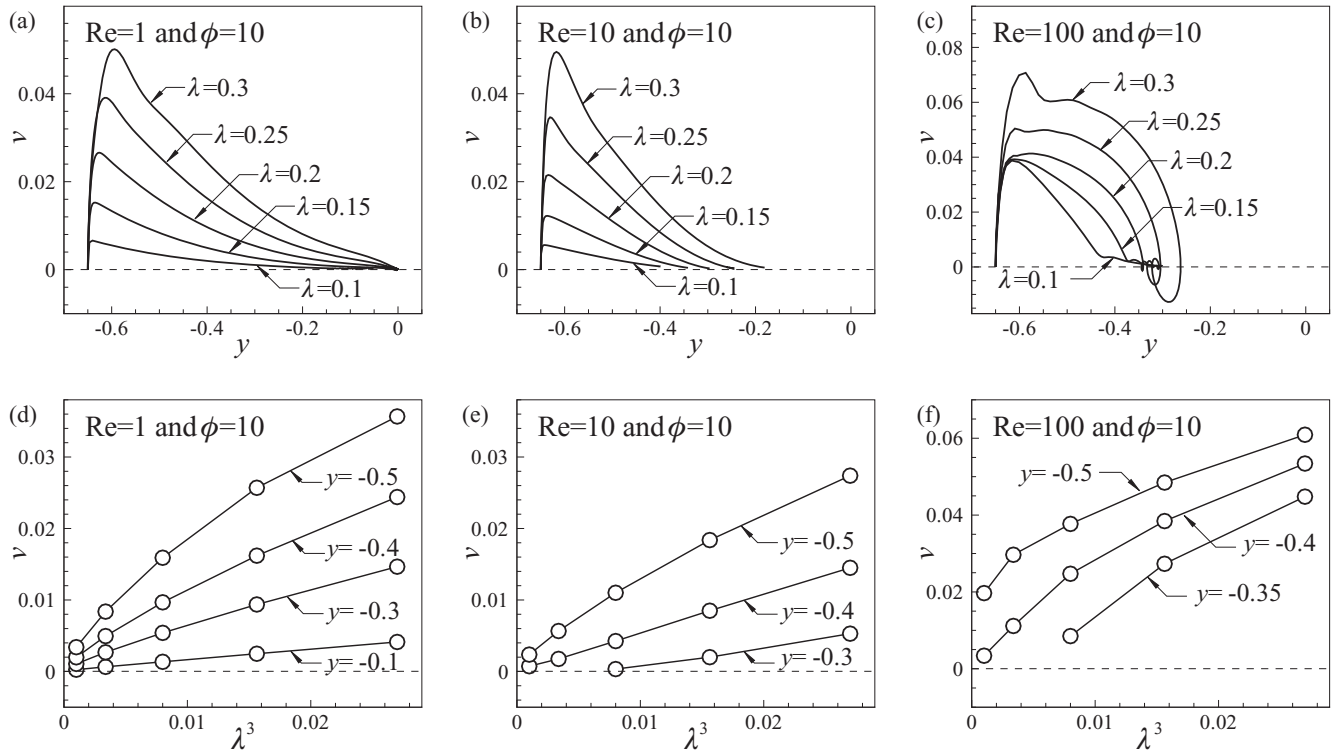 (a)
Re=1 and ϕ=10
v
0.04
0.02
0
λ=0.3
λ=0.25
λ=0.2
λ=0.15
λ=0.1
-0.6 -0.4 -0.2 0
y
(b)
Re=10 and ϕ=10
v
0.04
0.02
0
λ=0.3
λ=0.25
λ=0.2
λ=0.15
λ=0.1
-0.6 -0.4 -0.2 0
y
(c)
Re=100 and ϕ=10
v
0.08
0.06
0.04
0.02
0
λ=0.3
λ=0.25
λ=0.2
λ=0.15
λ=0.1
-0.6 -0.4 -0.2 0
y
(d)
Re=1 and ϕ=10
v
0.03
0.02
0.01
0
y= -0.5
y= -0.4
y= -0.3
y= -0.1
0 0.01 0.02
λ³
(e)
Re=10 and ϕ=10
v
0.03
0.02
0.01
0
y= -0.5
y= -0.4
y= -0.3
0 0.01 0.02
λ³
(f)
Re=100 and ϕ=10
v
0.06
0.04
0.02
0
y= -0.5
y= -0.4
y= -0.35
0 0.01 0.02
λ³